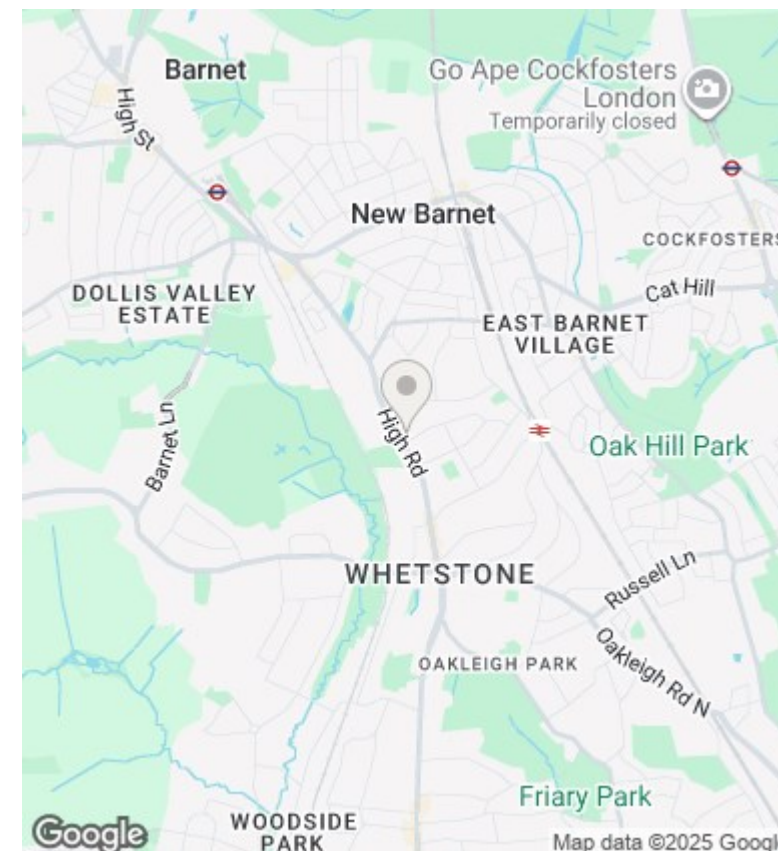 Barnet
Go Ape Cockfosters
London
Temporarily closed
High St
New Barnet
COCKFOSTERS
DOLLIS VALLEY
ESTATE
Cat Hill
EAST BARNET
VILLAGE
High Rd
Barnet Ln
Oak Hill Park
WHETSTONE
Russell Ln
OAKLEIGH PARK
Oakleigh Rd N
Friary Park
WOODSIDE
PARK
Google
Map data ©2025 Google